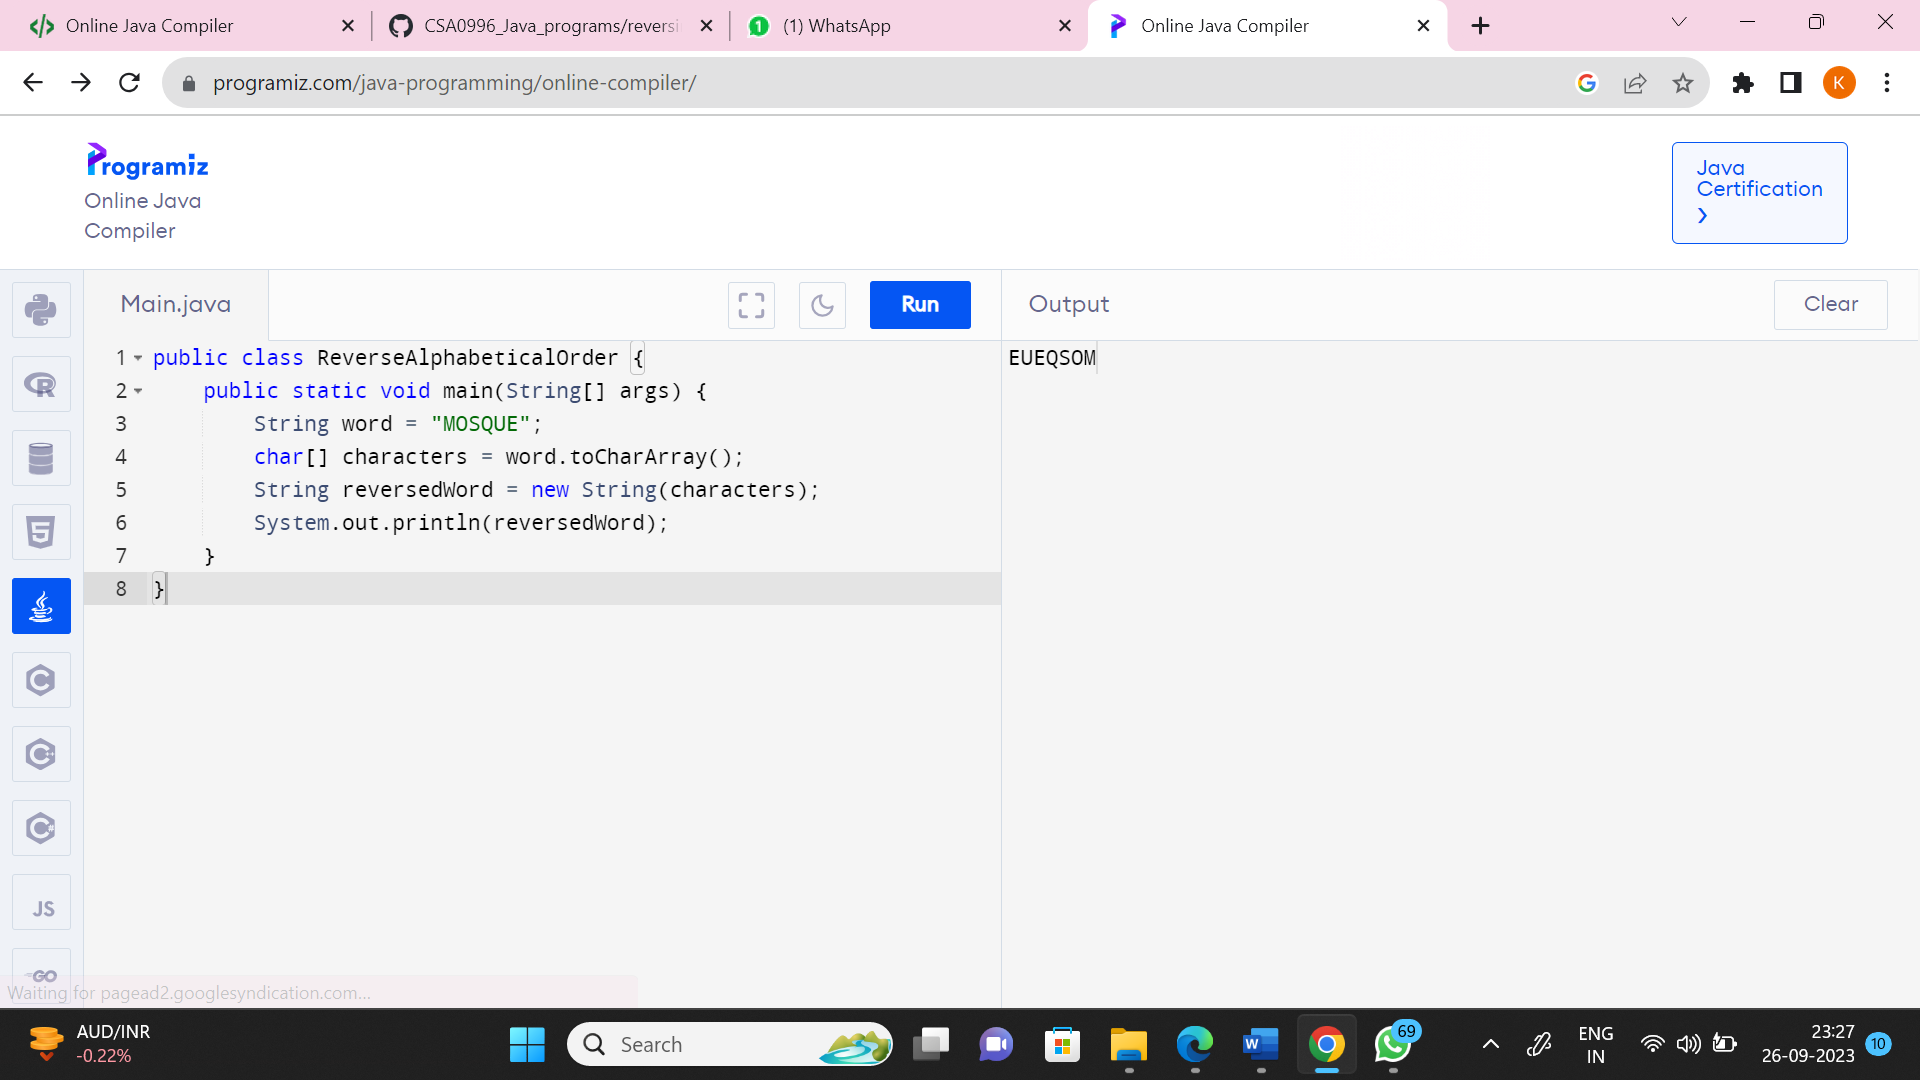 Online Java Compiler
CSA0996_Java_programs/reversi
(1) WhatsApp
Online Java Compiler
programiz.com/java-programming/online-compiler/
K
Programiz
Online Java
Compiler
Java
Certification
Main.java
Run
Output
Clear
1 public class ReverseAlphabeticalOrder {
2 public static void main(String[] args) {
3 String word = "MOSQUE";
4 char[] characters = word.toCharArray();
5 String reversedWord = new String(characters);
6 System.out.println(reversedWord);
7 }
8 }
EUEQSOM
JS
GO
Waiting for pagead2.googlesyndication.com...
AUD/INR
-0.22%
Search
69
ENG
IN
23:27
26-09-2023
10